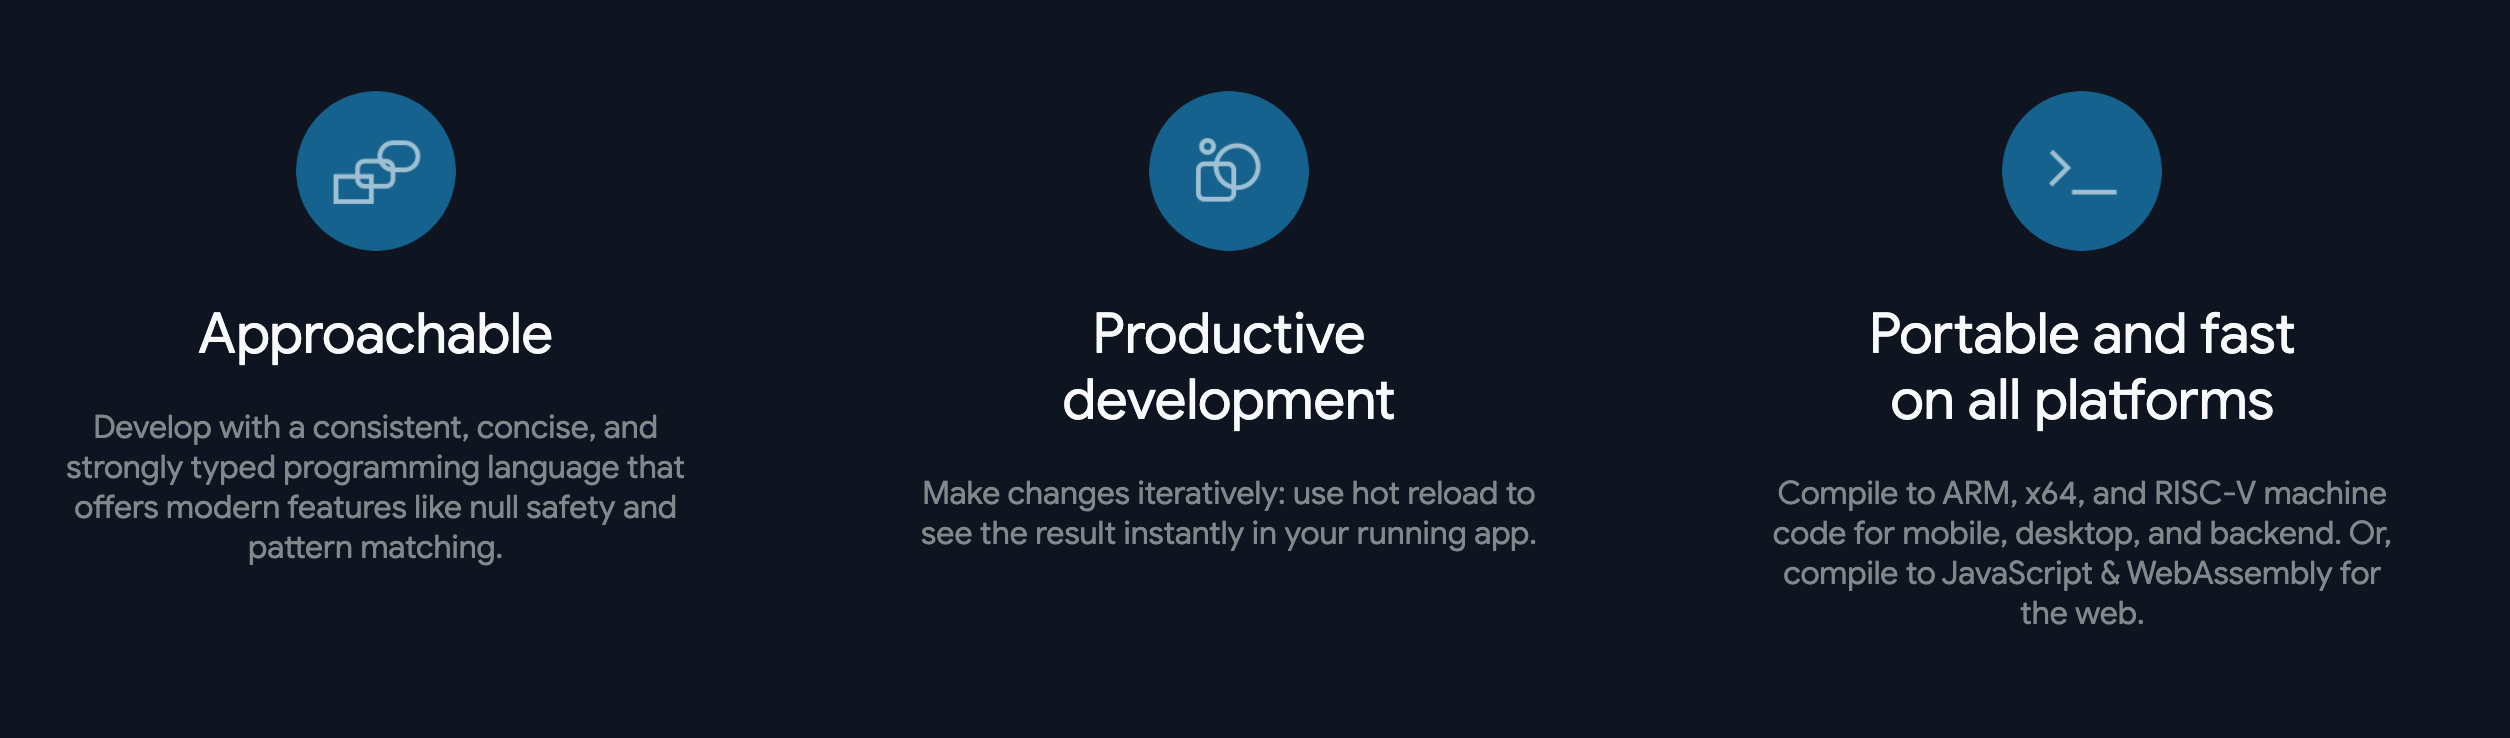 Approachable
Develop with a consistent, concise, and
strongly typed programming language that
offers modern features like null safety and
pattern matching.
Productive
development
Make changes iteratively: use hot reload to
see the result instantly in your running app.
Portable and fast
on all platforms
Compile to ARM, x64, and RISC-V machine
code for mobile, desktop, and backend. Or,
compile to JavaScript & WebAssembly for
the web.